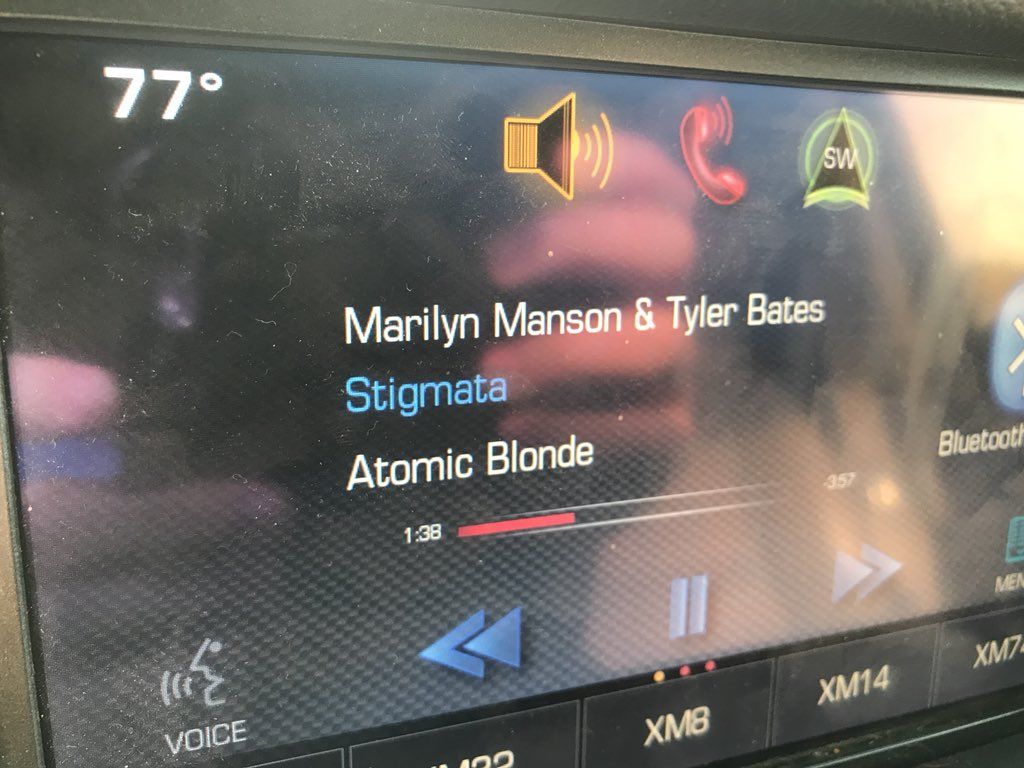 77°
SW
Marilyn Manson & Tyler Bates
Stigmata
Atomic Blonde
1:38
-3:57
Bluetooth
VOICE
XM8
XM14